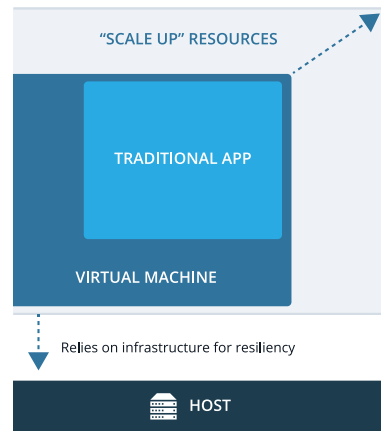 “SCALE UP” RESOURCES
TRADITIONAL APP
VIRTUAL MACHINE
Relies on infrastructure for resiliency
HOST